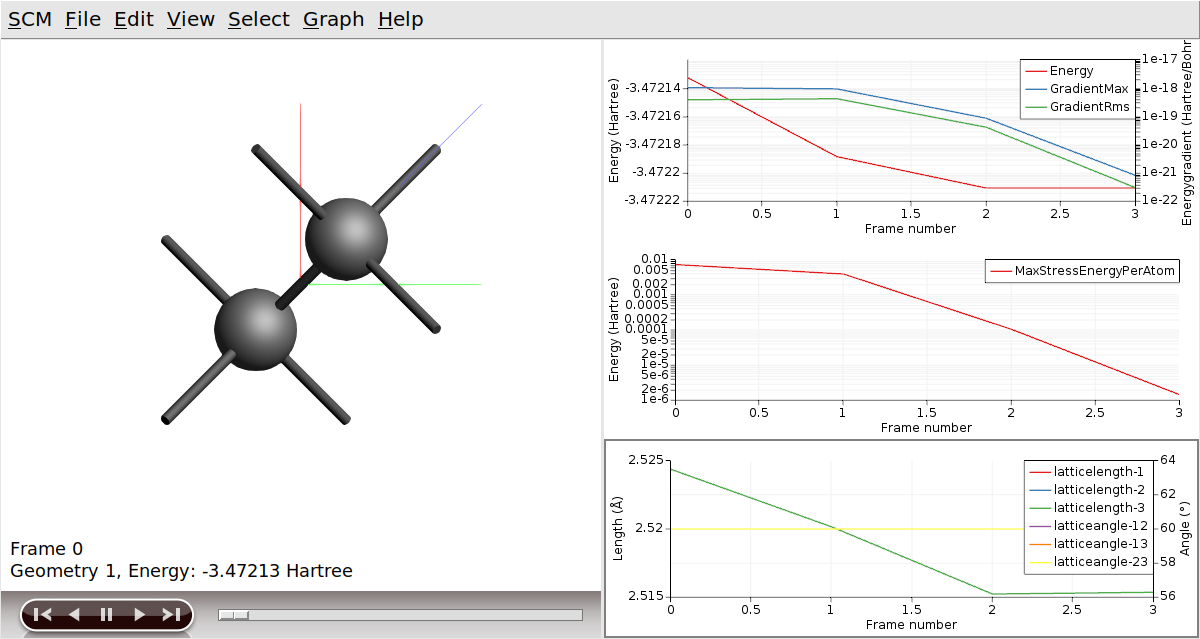 SCM File Edit View Select Graph Help
Energy (Hartree)
-3.47214
-3.47216
-3.47218
-3.4722
-3.47222
0 0.5 1 1.5 2 2.5 3
Frame number
Energy
GradientMax
GradientRms
1e-17
1e-18
1e-19
1e-20
1e-21
1e-22
Energygradient (Hartree/Bohr
Energy (Hartree)
0.01
0.005
0.002
0.001
0.0005
0.0002
0.0001
5e-5
2e-5
1e-5
5e-6
2e-6
1e-6
0 0.5 1 1.5 2 2.5 3
Frame number
MaxStressEnergyPerAtom
Length (Å)
2.525
2.52
2.515
0 0.5 1 1.5 2 2.5 3
Frame number
latticelength-1
latticelength-2
latticelength-3
latticeangle-12
latticeangle-13
latticeangle-23
64
62
60
58
56
Angle (°)
Frame 0
Geometry 1, Energy: -3.47213 Hartree